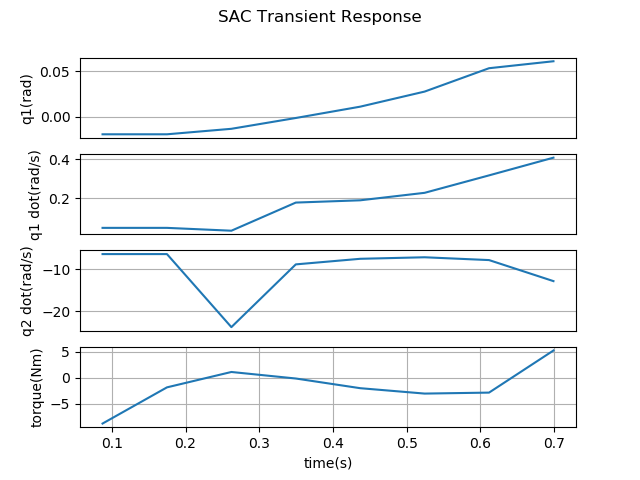 SAC Transient Response
q1(rad)
0.05
0.00
q1 dot(rad/s)
0.4
0.2
q2 dot(rad/s)
−10
−20
torque(Nm)
5
0
−5
0.1 0.2 0.3 0.4 0.5 0.6 0.7
time(s)